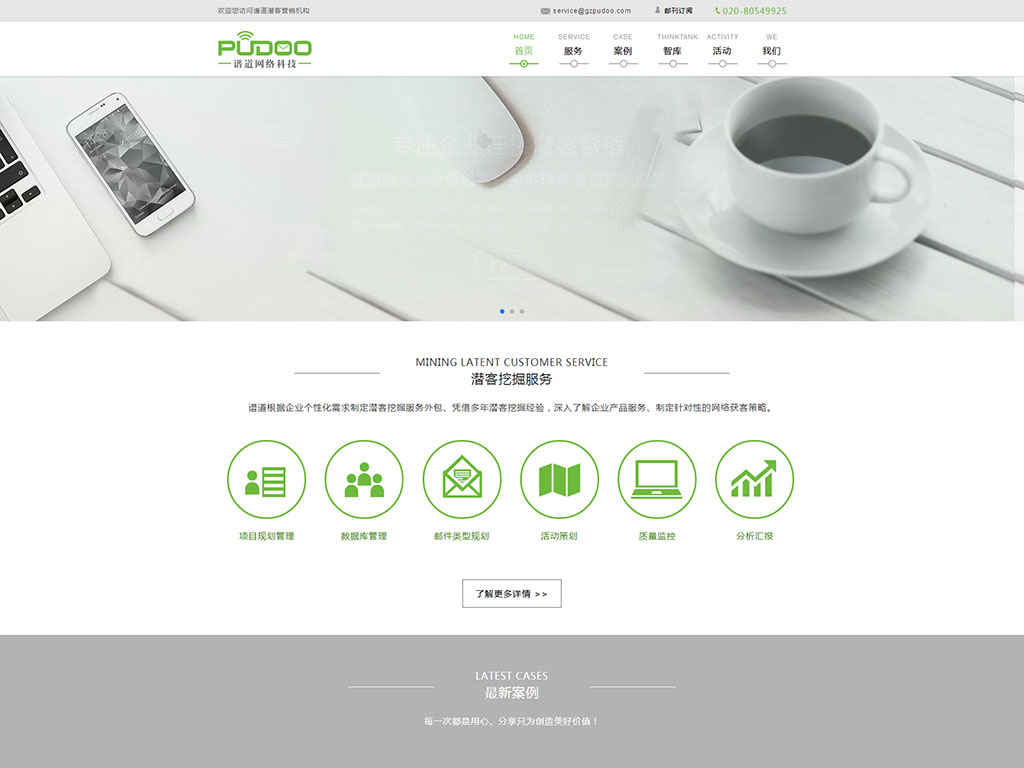 欢迎您访问谱道潜客营销机构
service@gzpudoo.com
邮刊订阅
020-80549925
PUDOO
谱道网络科技
HOME SERVICE CASE THINKTANK ACTIVITY WE
首页 服务 案例 智库 活动 我们
MINING LATENT CUSTOMER SERVICE
潜客挖掘服务
谱道根据企业个性化需求制定潜客挖掘服务外包、凭借多年潜客挖掘经验，深入了解企业产品服务、制定针对性的网络获客策略。
项目规划管理 数据库管理 邮件类型规划 活动策划 质量监控 分析汇报
了解更多详情 >>
LATEST CASES
最新案例
每一次都是用心、分享只为创造美好价值！